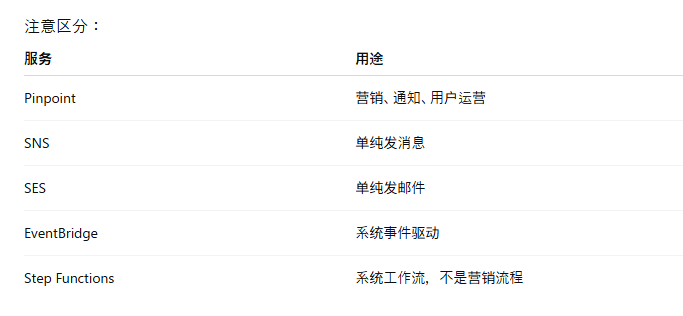 注意区分：
服务 用途
Pinpoint 营销、通知、用户运营
SNS 单纯发消息
SES 单纯发邮件
EventBridge 系统事件驱动
Step Functions 系统工作流，不是营销流程